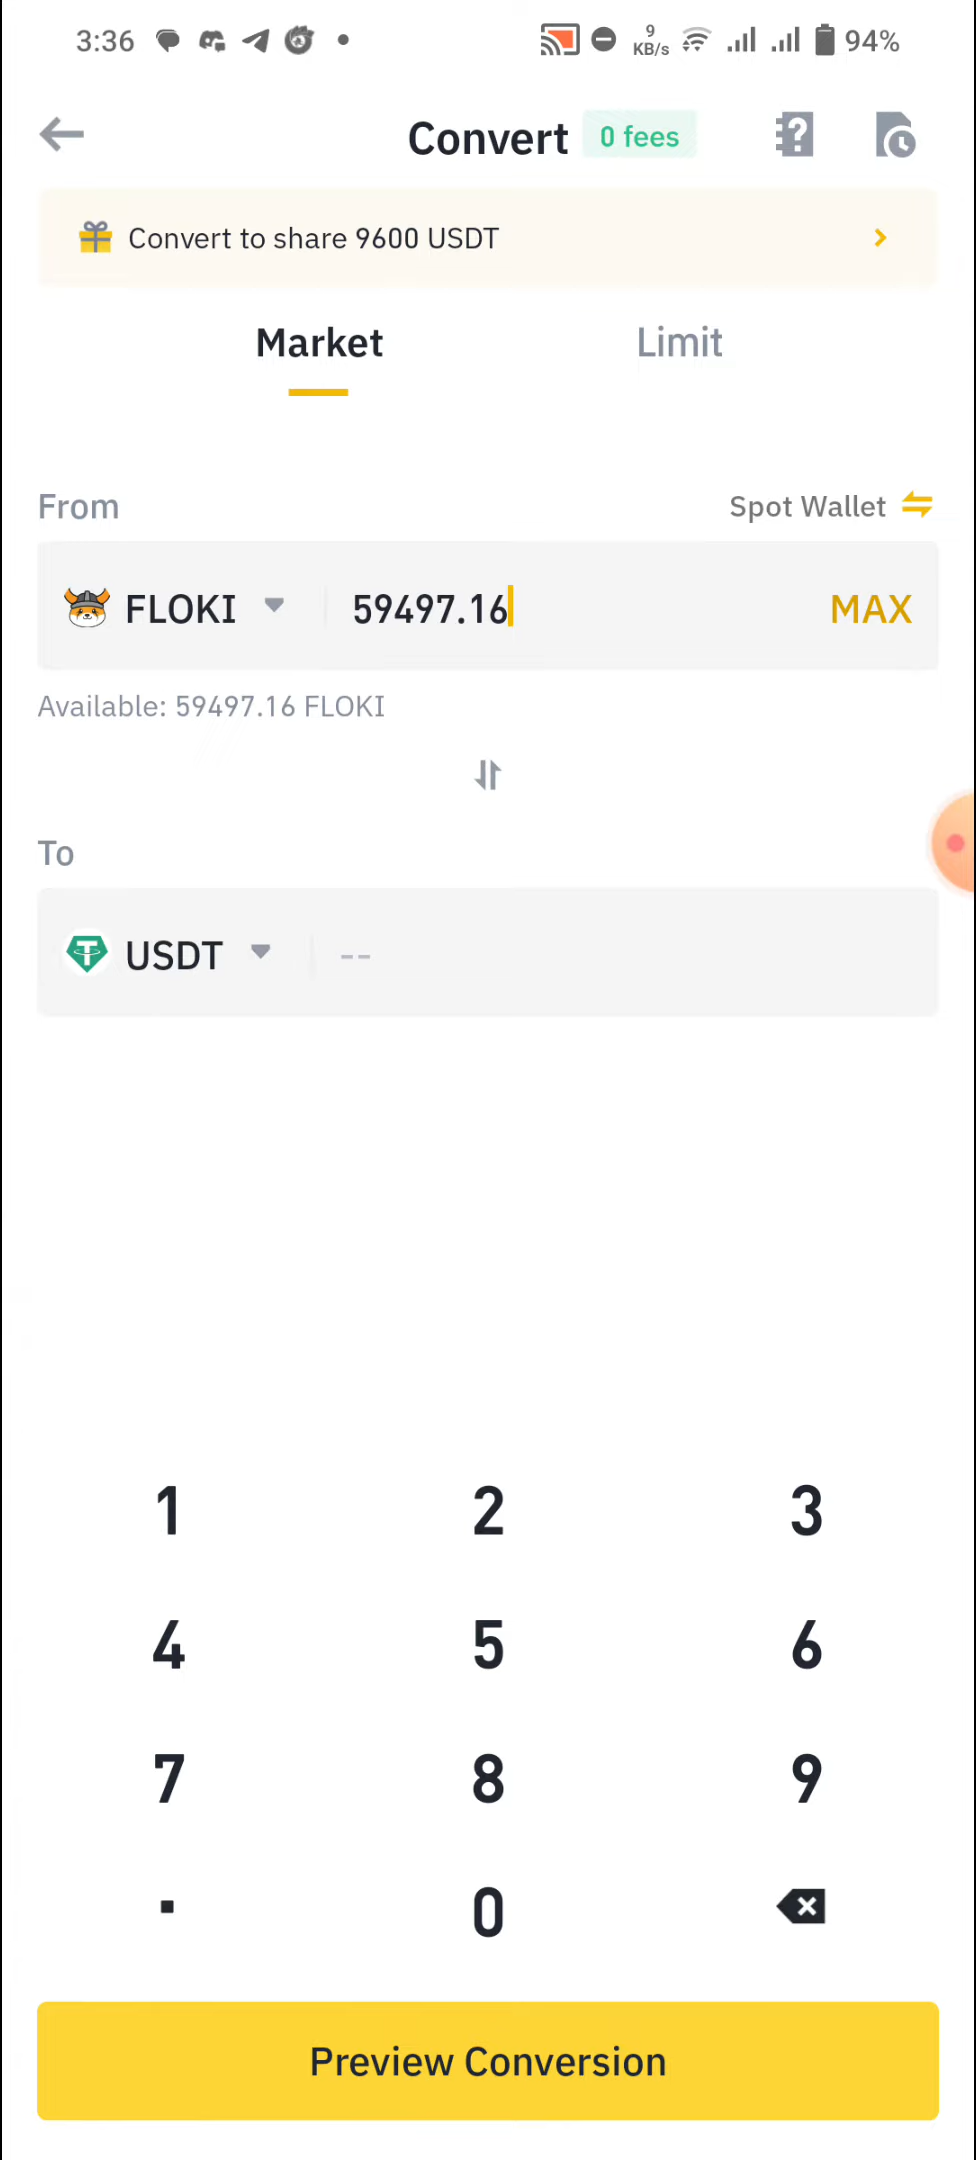 3:36
9 KB/s
94%
Convert 0 fees
Convert to share 9600 USDT
Market Limit
From Spot Wallet
FLOKI 59497.16 MAX
Available: 59497.16 FLOKI
To
USDT --
1 2 3
4 5 6
7 8 9
. 0
Preview Conversion